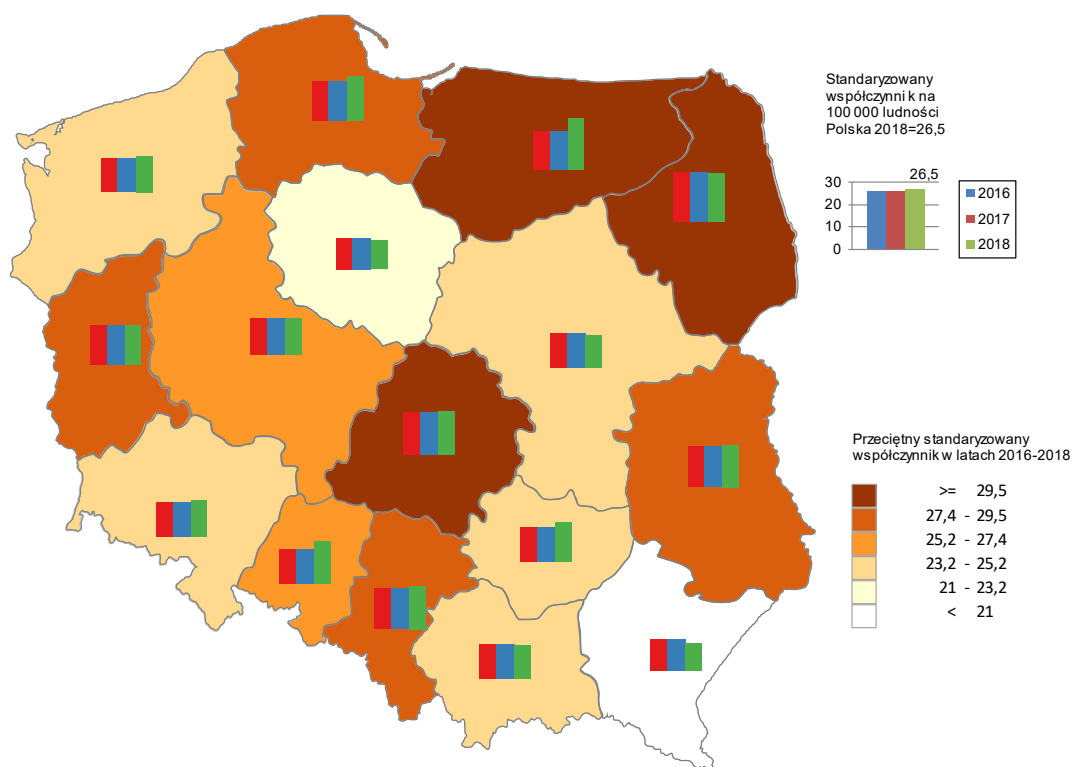 Standaryzowany
współczynni k na
100 000 ludności
Polska 2018=26,5
26,5
30
20
10
0
2016
2017
2018
Przeciętny standaryzowany
współczynnik w latach 2016-2018
>= 29,5
27,4 - 29,5
25,2 - 27,4
23,2 - 25,2
21 - 23,2
< 21